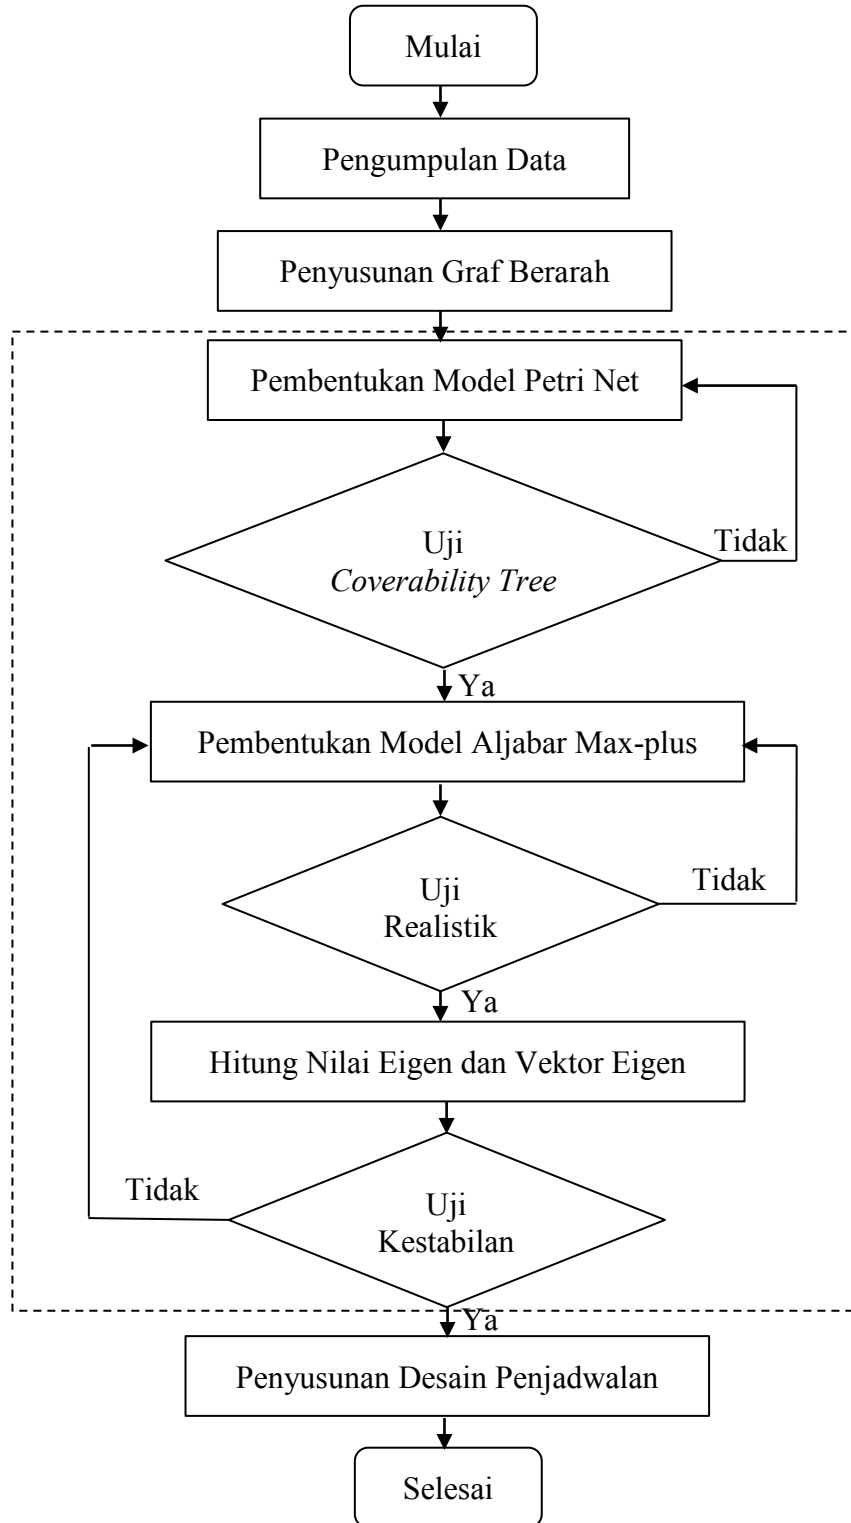 Mulai
Pengumpulan Data
Penyusunan Graf Berarah
Pembentukan Model Petri Net
Uji
Coverability Tree
Tidak
Ya
Pembentukan Model Aljabar Max-plus
Uji
Realistik
Tidak
Ya
Hitung Nilai Eigen dan Vektor Eigen
Tidak
Uji
Kestabilan
Ya
Penyusunan Desain Penjadwalan
Selesai